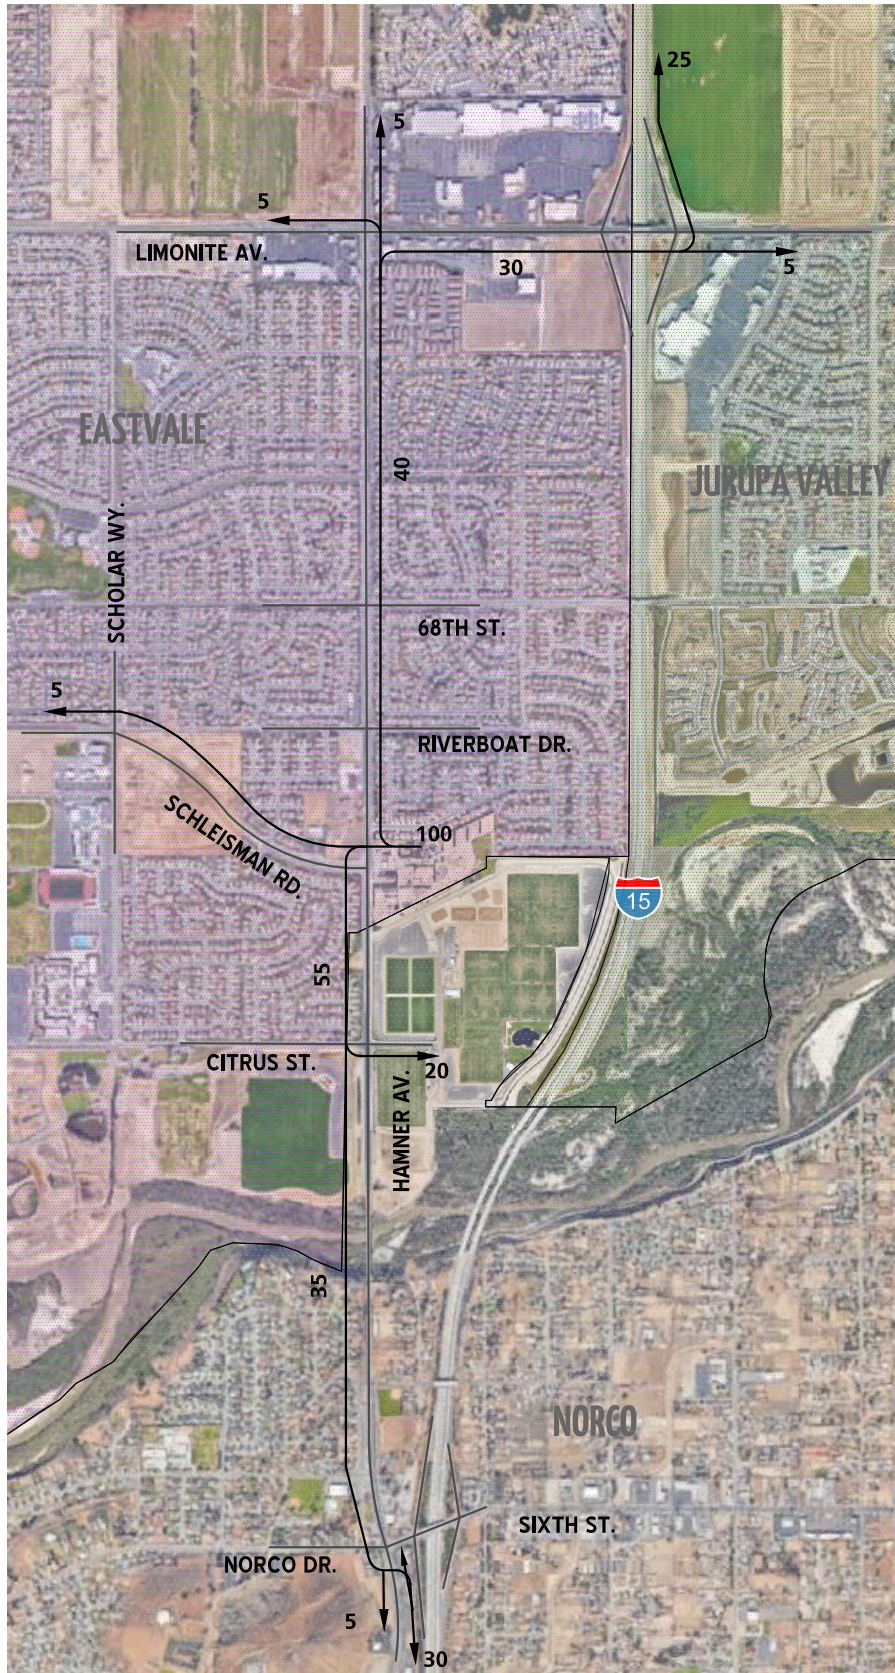 25
5
5
LIMONITE AV.
30
5
EASTVALE
40
JURUPA VALLEY
SCHOLAR WY.
68TH ST.
5
RIVERBOAT DR.
SCHLEISMAN RD.
100
15
55
CITRUS ST.
20
HAMNER AV.
35
NORCO
SIXTH ST.
NORCO DR.
5
30